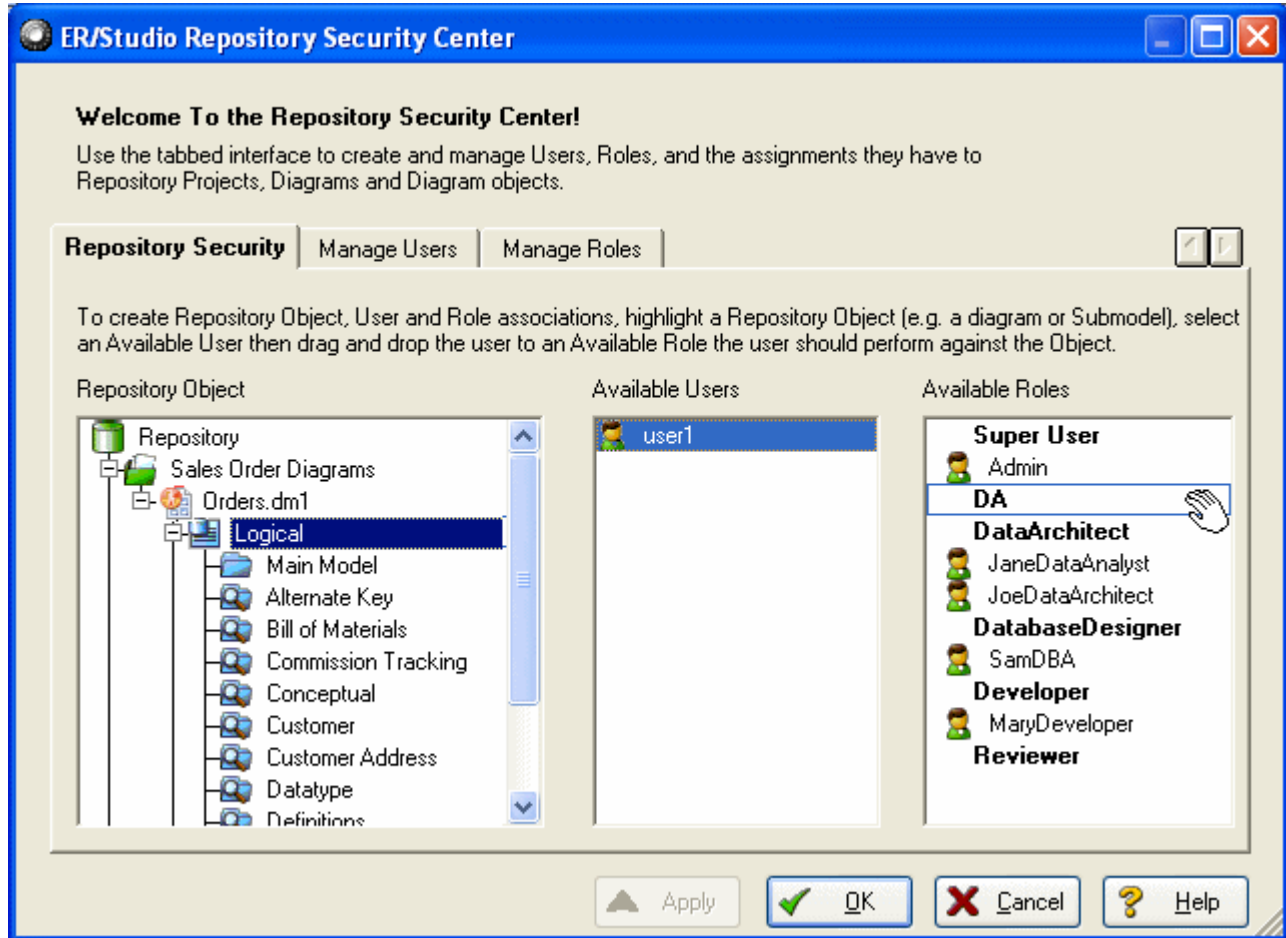 ER/Studio Repository Security Center
Welcome To the Repository Security Center!
Use the tabbed interface to create and manage Users, Roles, and the assignments they have to
Repository Projects, Diagrams and Diagram objects.
Repository Security
Manage Users
Manage Roles
To create Repository Object, User and Role associations, highlight a Repository Object (e.g. a diagram or Submodel), select
an Available User then drag and drop the user to an Available Role the user should perform against the Object.
Repository Object
Repository
Sales Order Diagrams
Orders.dm1
Logical
Main Model
Alternate Key
Bill of Materials
Commission Tracking
Conceptual
Customer
Customer Address
Datatype
Definitions
Available Users
user1
Available Roles
Super User
Admin
DA
DataArchitect
JaneDataAnalyst
JoeDataArchitect
DatabaseDesigner
SamDBA
Developer
MaryDeveloper
Reviewer
Apply
OK
Cancel
Help